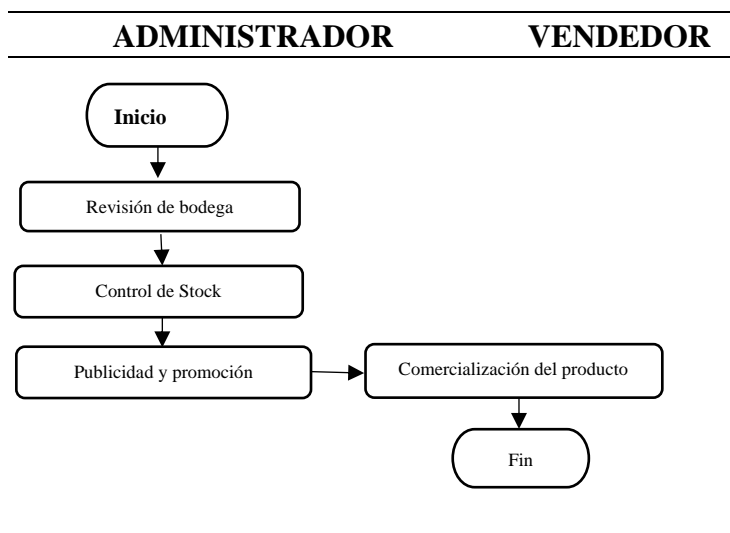 ADMINISTRADOR VENDEDOR
Inicio
Revisión de bodega
Control de Stock
Publicidad y promoción
Comercialización del producto
Fin